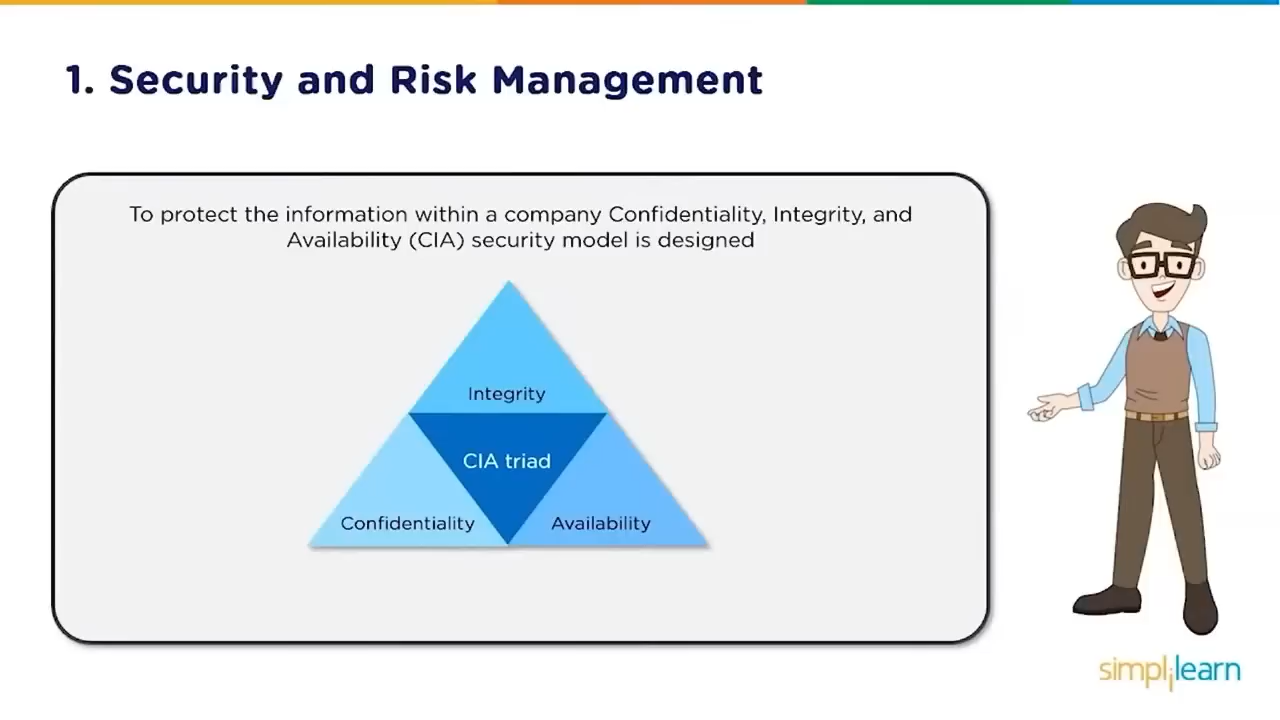 1. Security and Risk Management
To protect the information within a company Confidentiality, Integrity, and
Availability (CIA) security model is designed
Integrity
CIA triad
Confidentiality
Availability
simplilearn